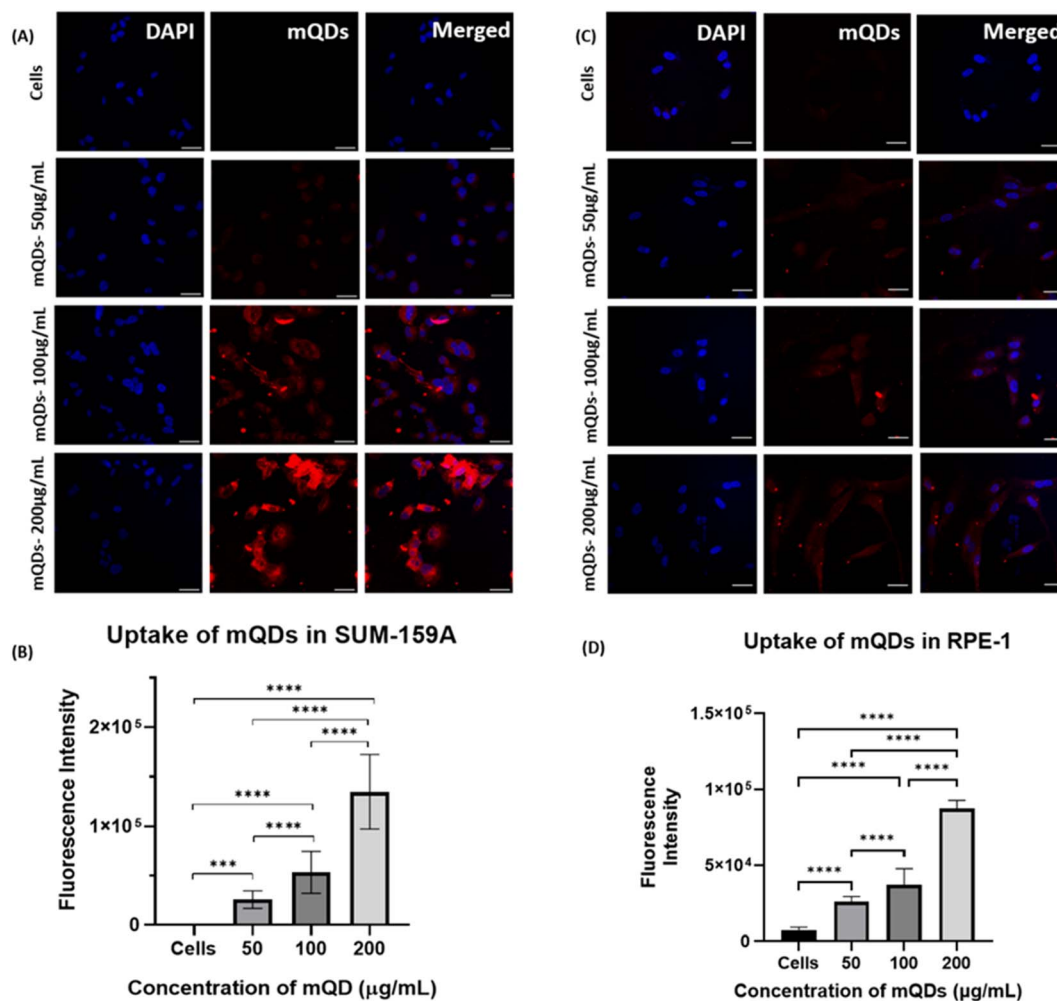 (A)
DAPI
mQDs
Merged
Cells
mQDs- 50µg/mL
mQDs- 100µg/mL
mQDs- 200µg/mL
(C)
DAPI
mQDs
Merged
Cells
mQDs- 50µg/mL
mQDs- 100µg/mL
mQDs- 200µg/mL
Uptake of mQDs in SUM-159A
(B)
Fluorescence Intensity
2×10⁵
1×10⁵
0
****
****
****
****
****
***
Cells 50 100 200
Concentration of mQD (µg/mL)
Uptake of mQDs in RPE-1
(D)
Fluorescence
Intensity
1.5×10⁵
1×10⁵
5×10⁴
0
****
****
**** ****
****
****
Cells 50 100 200
Concentration of mQDs (µg/mL)